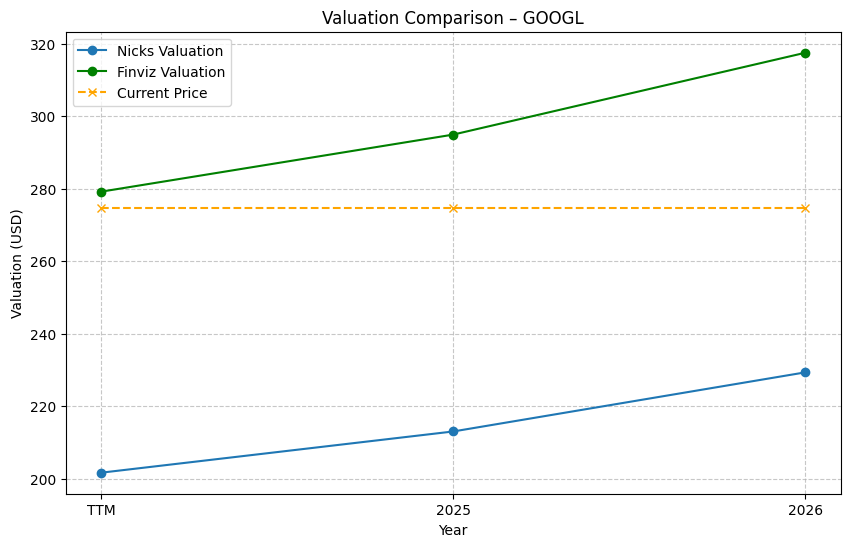 Valuation Comparison – GOOGL
Nicks Valuation
Finviz Valuation
Current Price
Valuation (USD)
320
300
280
260
240
220
200
TTM
2025
2026
Year